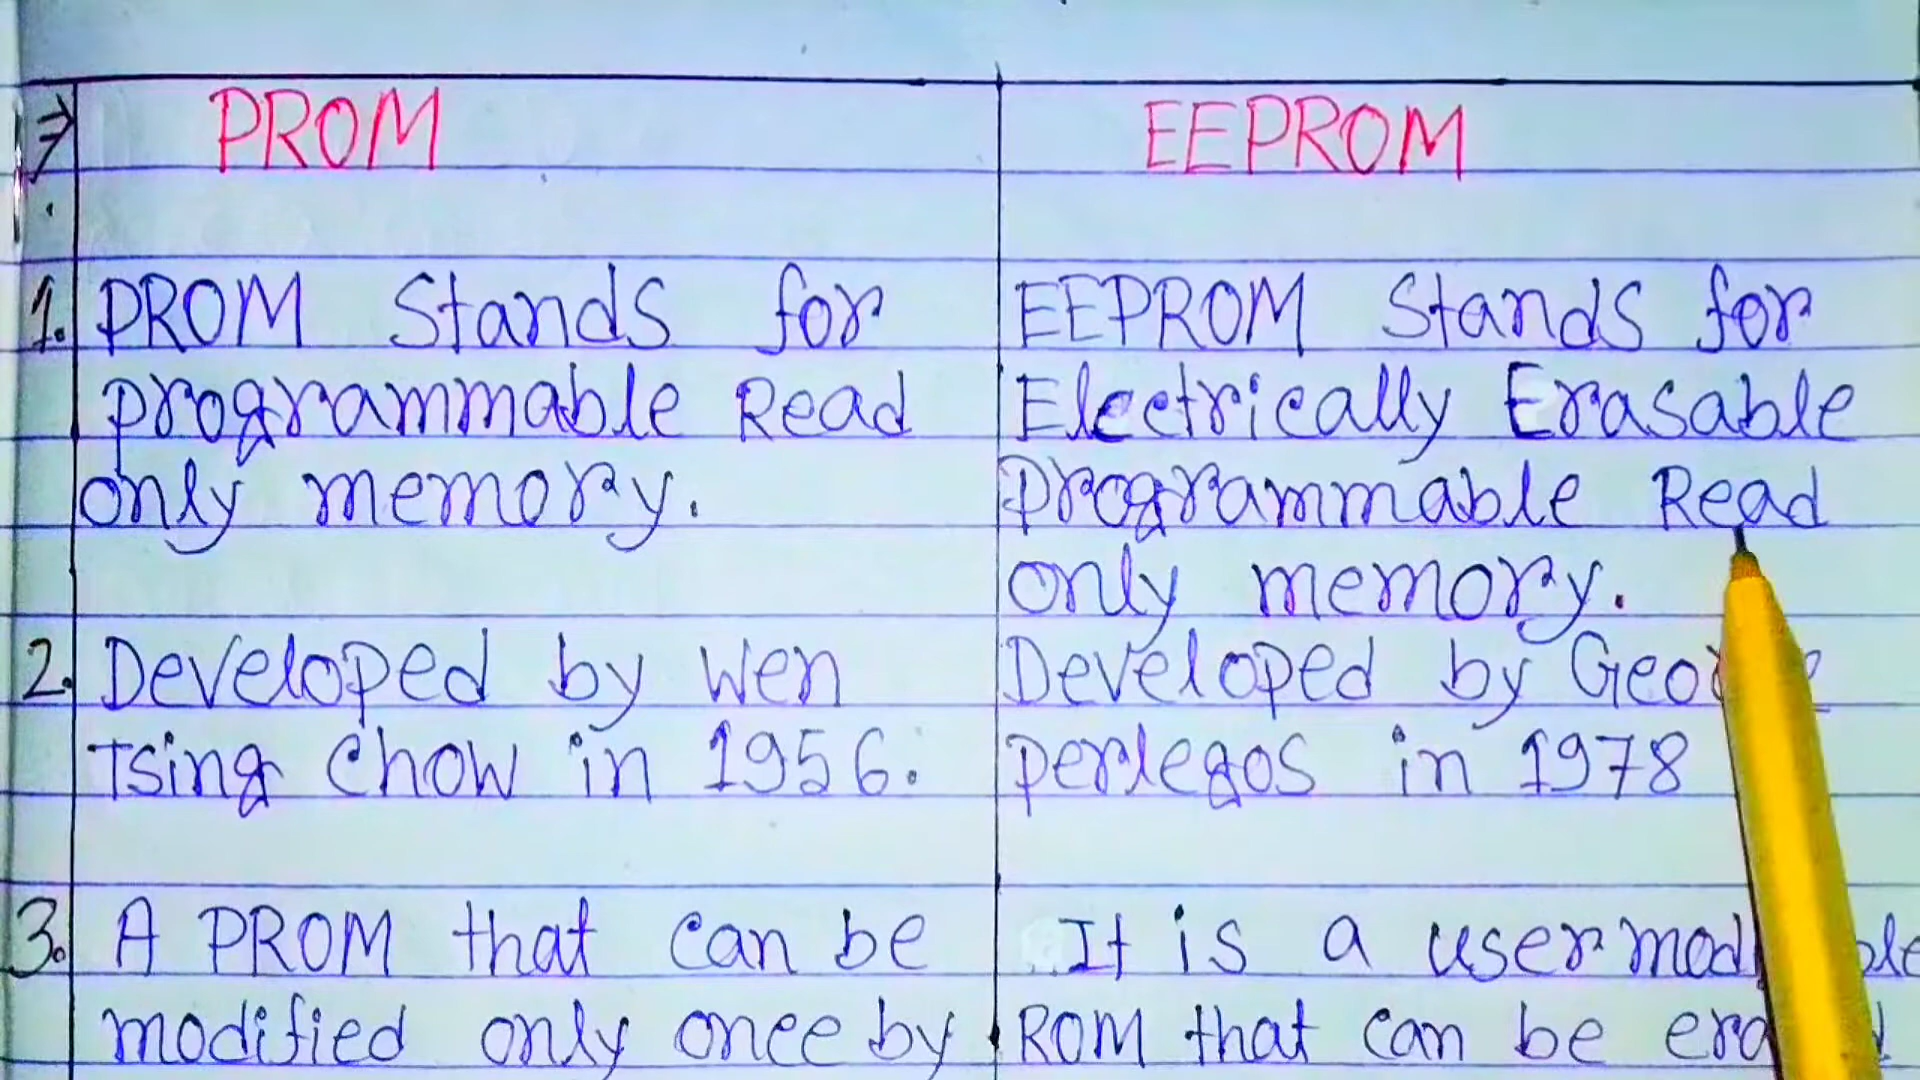 PROM
EEPROM
1. PROM Stands for
programmable Read
only memory.
EEPROM Stands for
Electrically Erasable
Programmable Read
only memory.
2. Developed by Wen
Tsing Chow in 1956.
Developed by
perlegos in 1978
3. A PROM that can be
modified only once by
It is a user
ROM that can be